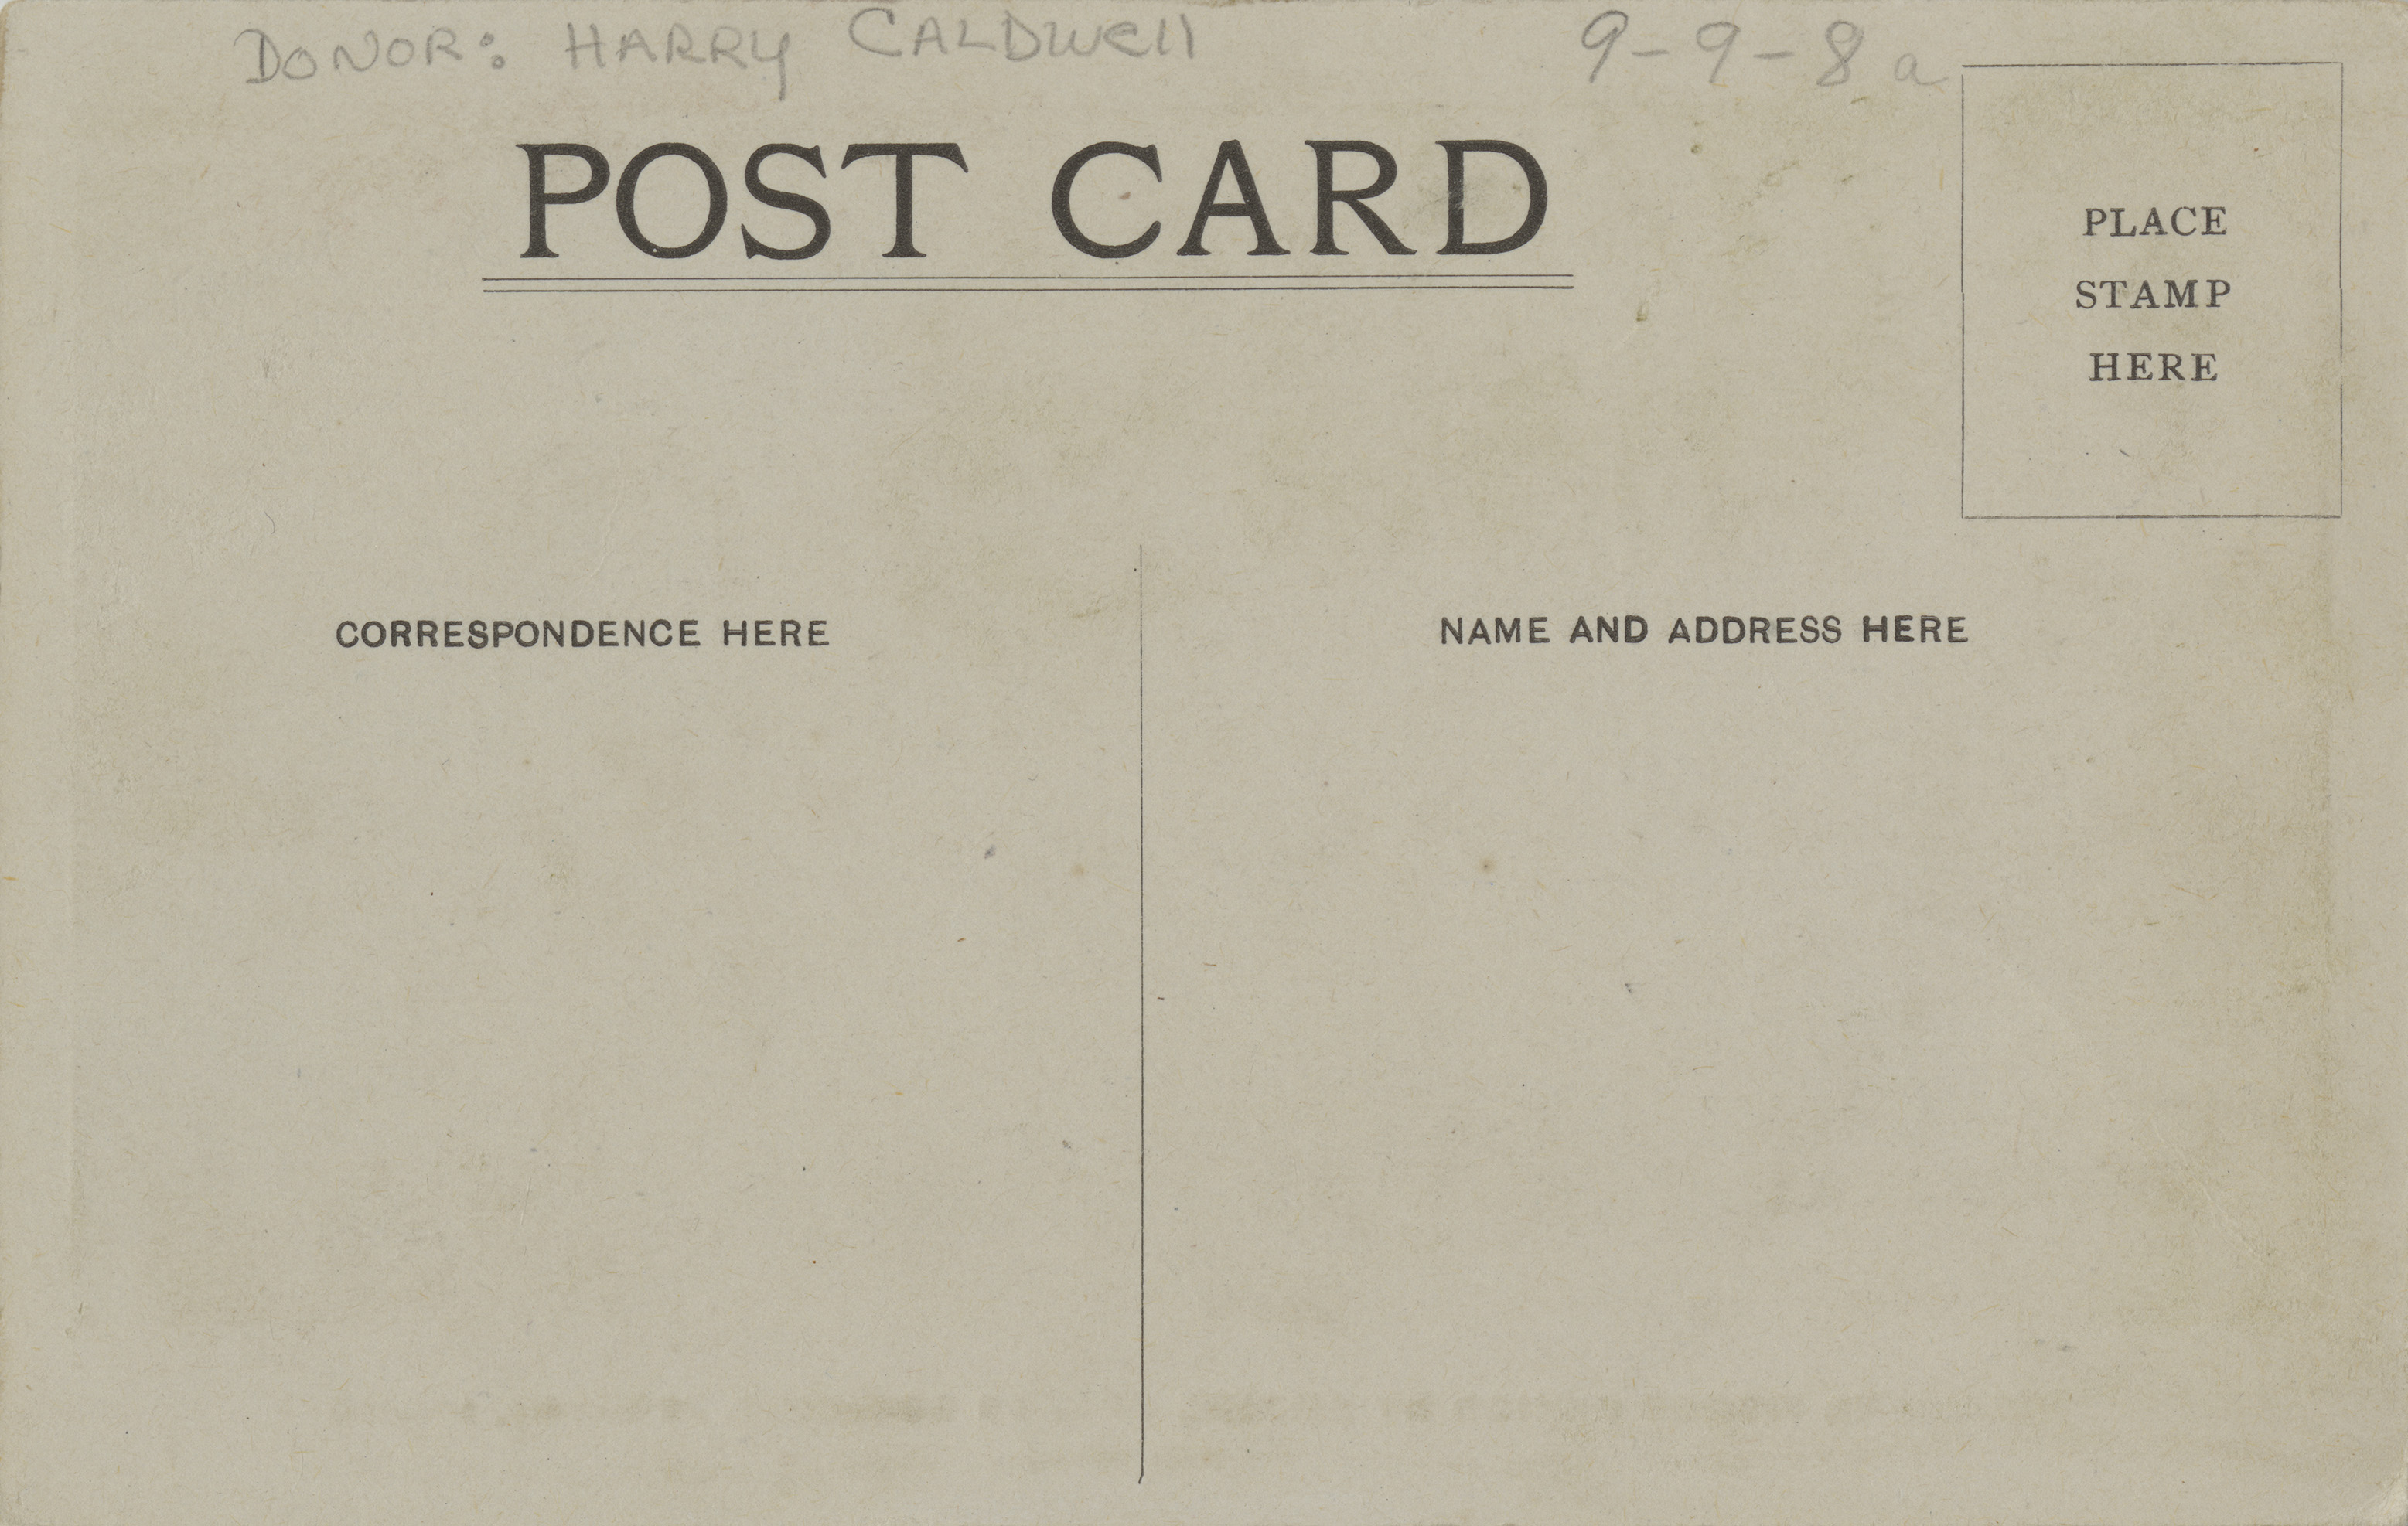 DONOR: HARRY CALDWELL 9-9-8a
POST CARD
PLACE
STAMP
HERE
CORRESPONDENCE HERE
NAME AND ADDRESS HERE